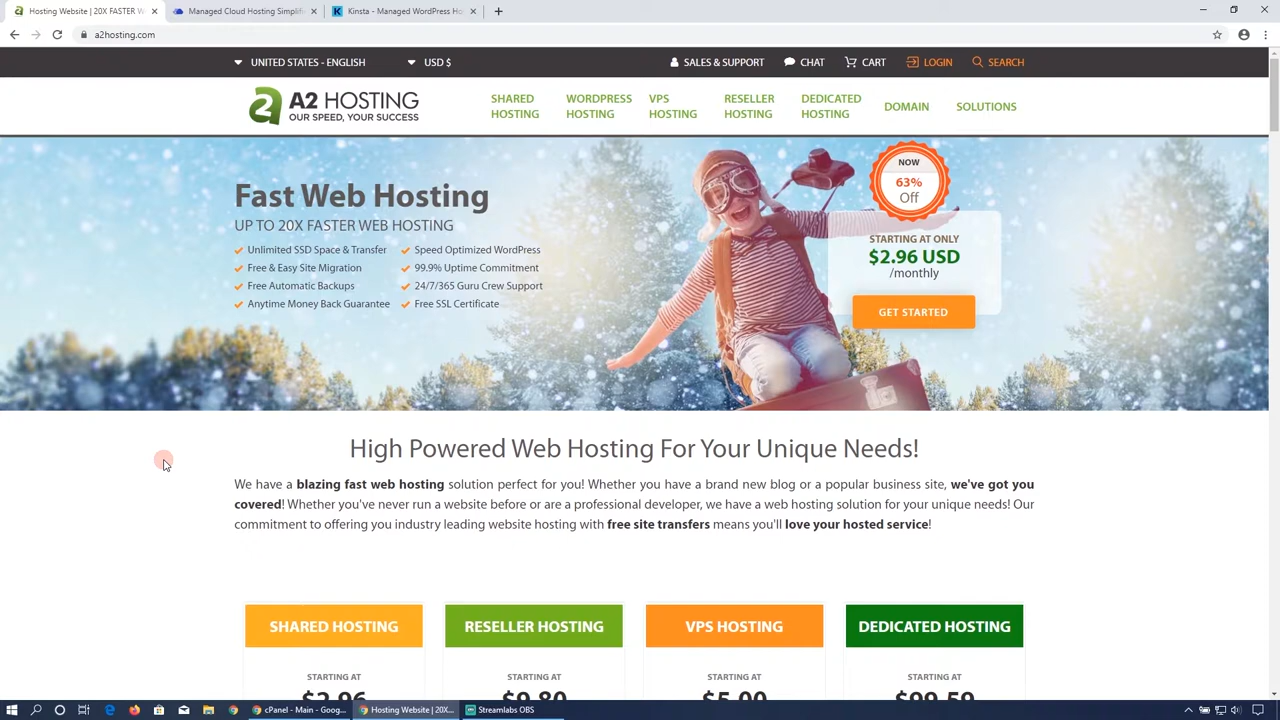 Hosting Website | 20X FASTER W
Managed Cloud Hosting Simplifi
Kinsta - Managed WordPress Ho
a2hosting.com
UNITED STATES - ENGLISH
USD $
SALES & SUPPORT
CHAT
CART
LOGIN
SEARCH
A2 HOSTING
OUR SPEED, YOUR SUCCESS
SHARED
HOSTING
WORDPRESS
HOSTING
VPS
HOSTING
RESELLER
HOSTING
DEDICATED
HOSTING
DOMAIN
SOLUTIONS
Fast Web Hosting
UP TO 20X FASTER WEB HOSTING
Unlimited SSD Space & Transfer
Free & Easy Site Migration
Free Automatic Backups
Anytime Money Back Guarantee
Speed Optimized WordPress
99.9% Uptime Commitment
24/7/365 Guru Crew Support
Free SSL Certificate
NOW
63%
Off
STARTING AT ONLY
$2.96 USD
/monthly
GET STARTED
High Powered Web Hosting For Your Unique Needs!
We have a blazing fast web hosting solution perfect for you! Whether you have a brand new blog or a popular business site, we've got you
covered! Whether you've never run a website before or are a professional developer, we have a web hosting solution for your unique needs! Our
commitment to offering you industry leading website hosting with free site transfers means you'll love your hosted service!
SHARED HOSTING
STARTING AT
$2.96
RESELLER HOSTING
STARTING AT
$9.80
VPS HOSTING
STARTING AT
$5.00
DEDICATED HOSTING
STARTING AT
$99.59
cPanel - Main - Goog...
Hosting Website | 20X...
Streamlabs OBS